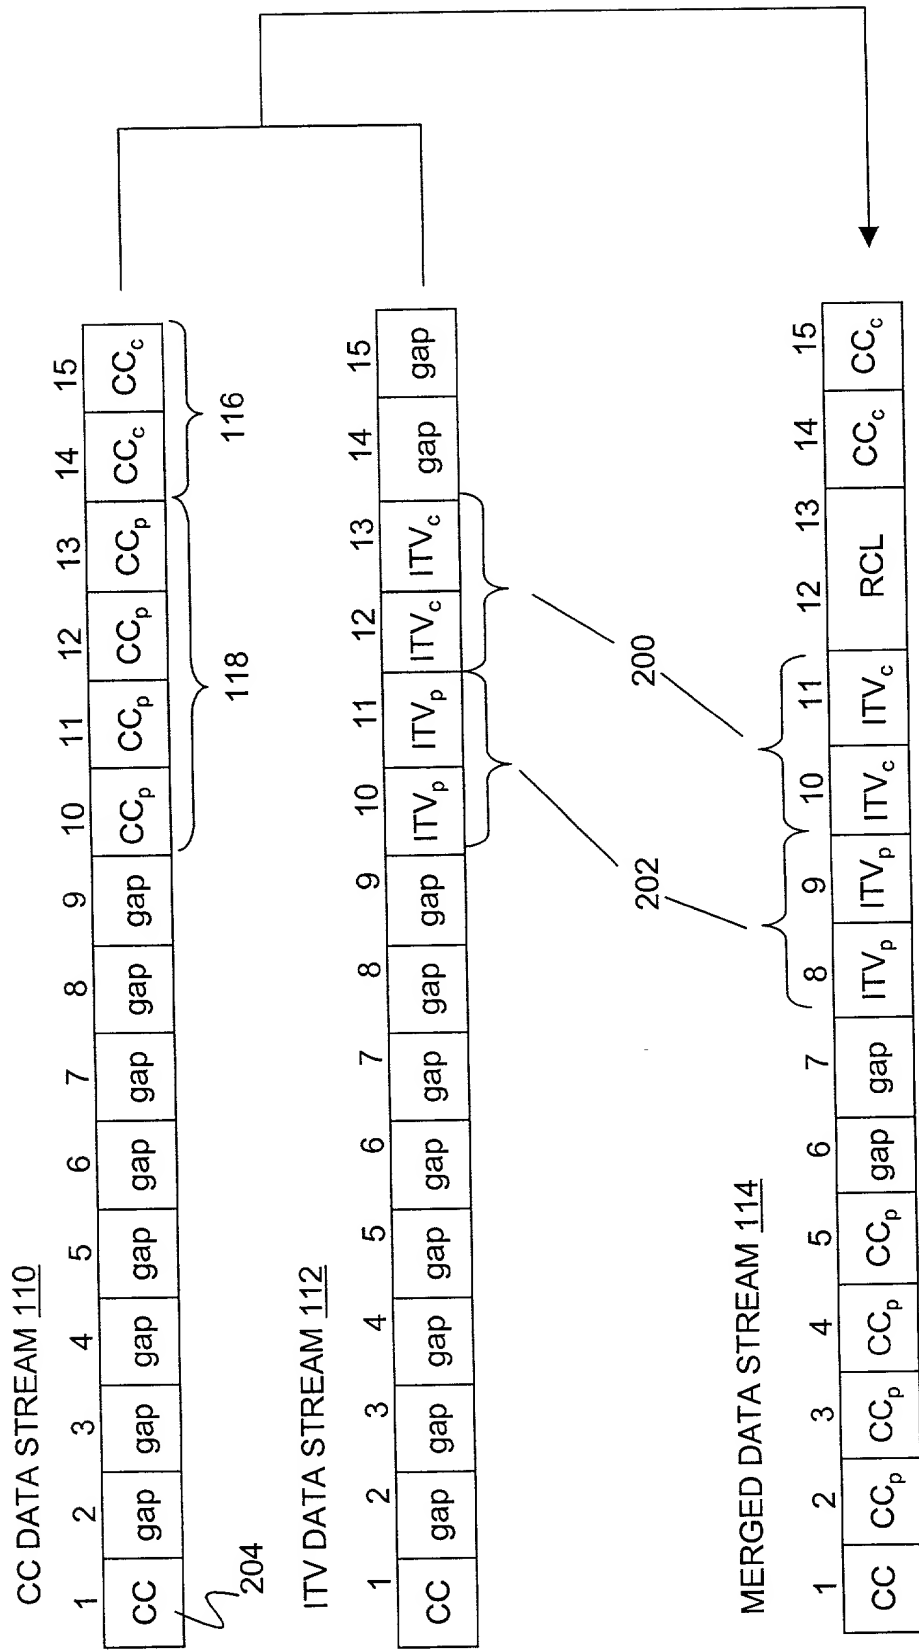 CC DATA STREAM 110
1 2 3 4 5 6 7 8 9 10 11 12 13 14 15
CC gap gap gap gap gap gap gap gap CCp CCp CCp CCp CCc CCc
204 118 116
ITV DATA STREAM 112
1 2 3 4 5 6 7 8 9 10 11 12 13 14 15
CC gap gap gap gap gap gap gap gap ITVp ITVp ITVc ITVc gap gap
202 200
MERGED DATA STREAM 114
1 2 3 4 5 6 7 8 9 10 11 12 13 14 15
CC CCp CCp CCp CCp gap gap ITVp ITVp ITVc ITVc RCL CCc CCc